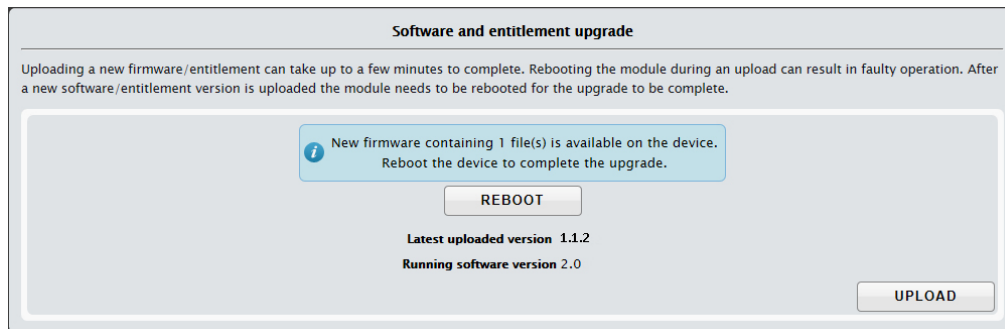 Software and entitlement upgrade
Uploading a new firmware/entitlement can take up to a few minutes to complete. Rebooting the module during an upload can result in faulty operation. After
a new software/entitlement version is uploaded the module needs to be rebooted for the upgrade to be complete.
New firmware containing 1 file(s) is available on the device.
Reboot the device to complete the upgrade.
REBOOT
Latest uploaded version 1.1.2
Running software version 2.0
UPLOAD